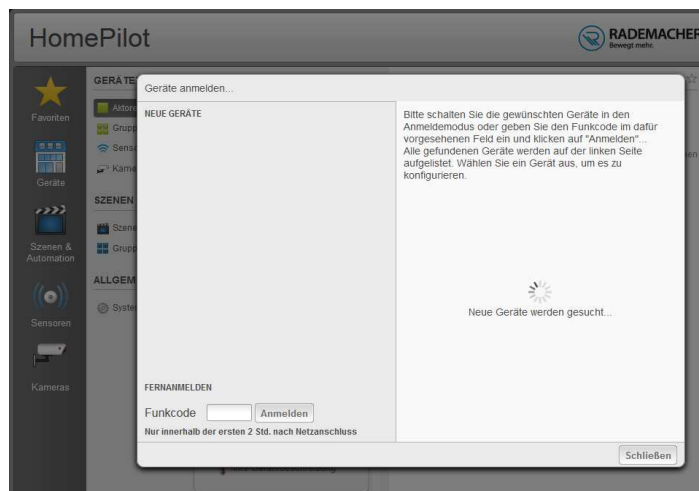 HomePilot
RADEMACHER
Bewegt mehr.
Favoriten
Geräte
Szenen &
Automation
Sensoren
Kameras
GERÄTE
SZENEN
Geräte anmelden...
NEUE GERÄTE
Bitte schalten Sie die gewünschten Geräte in den
Anmeldemodus oder geben Sie den Funkcode im dafür
vorgesehenen Feld ein und klicken auf "Anmelden"...
Alle gefundenen Geräte werden auf der linken Seite
aufgelistet. Wählen Sie ein Gerät aus, um es zu
konfigurieren.
Neue Geräte werden gesucht...
FERNANMELDEN
Funkcode
Anmelden
Nur innerhalb der ersten 2 Std. nach Netzanschluss
Schließen